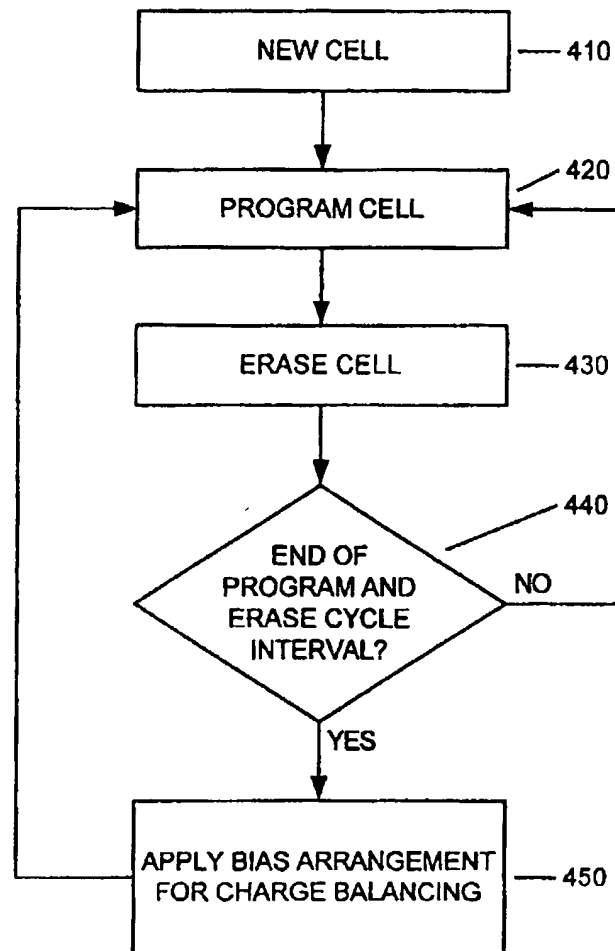 NEW CELL
410
420
PROGRAM CELL
ERASE CELL
430
440
END OF
PROGRAM AND
ERASE CYCLE
INTERVAL?
NO
YES
APPLY BIAS ARRANGEMENT
FOR CHARGE BALANCING
450